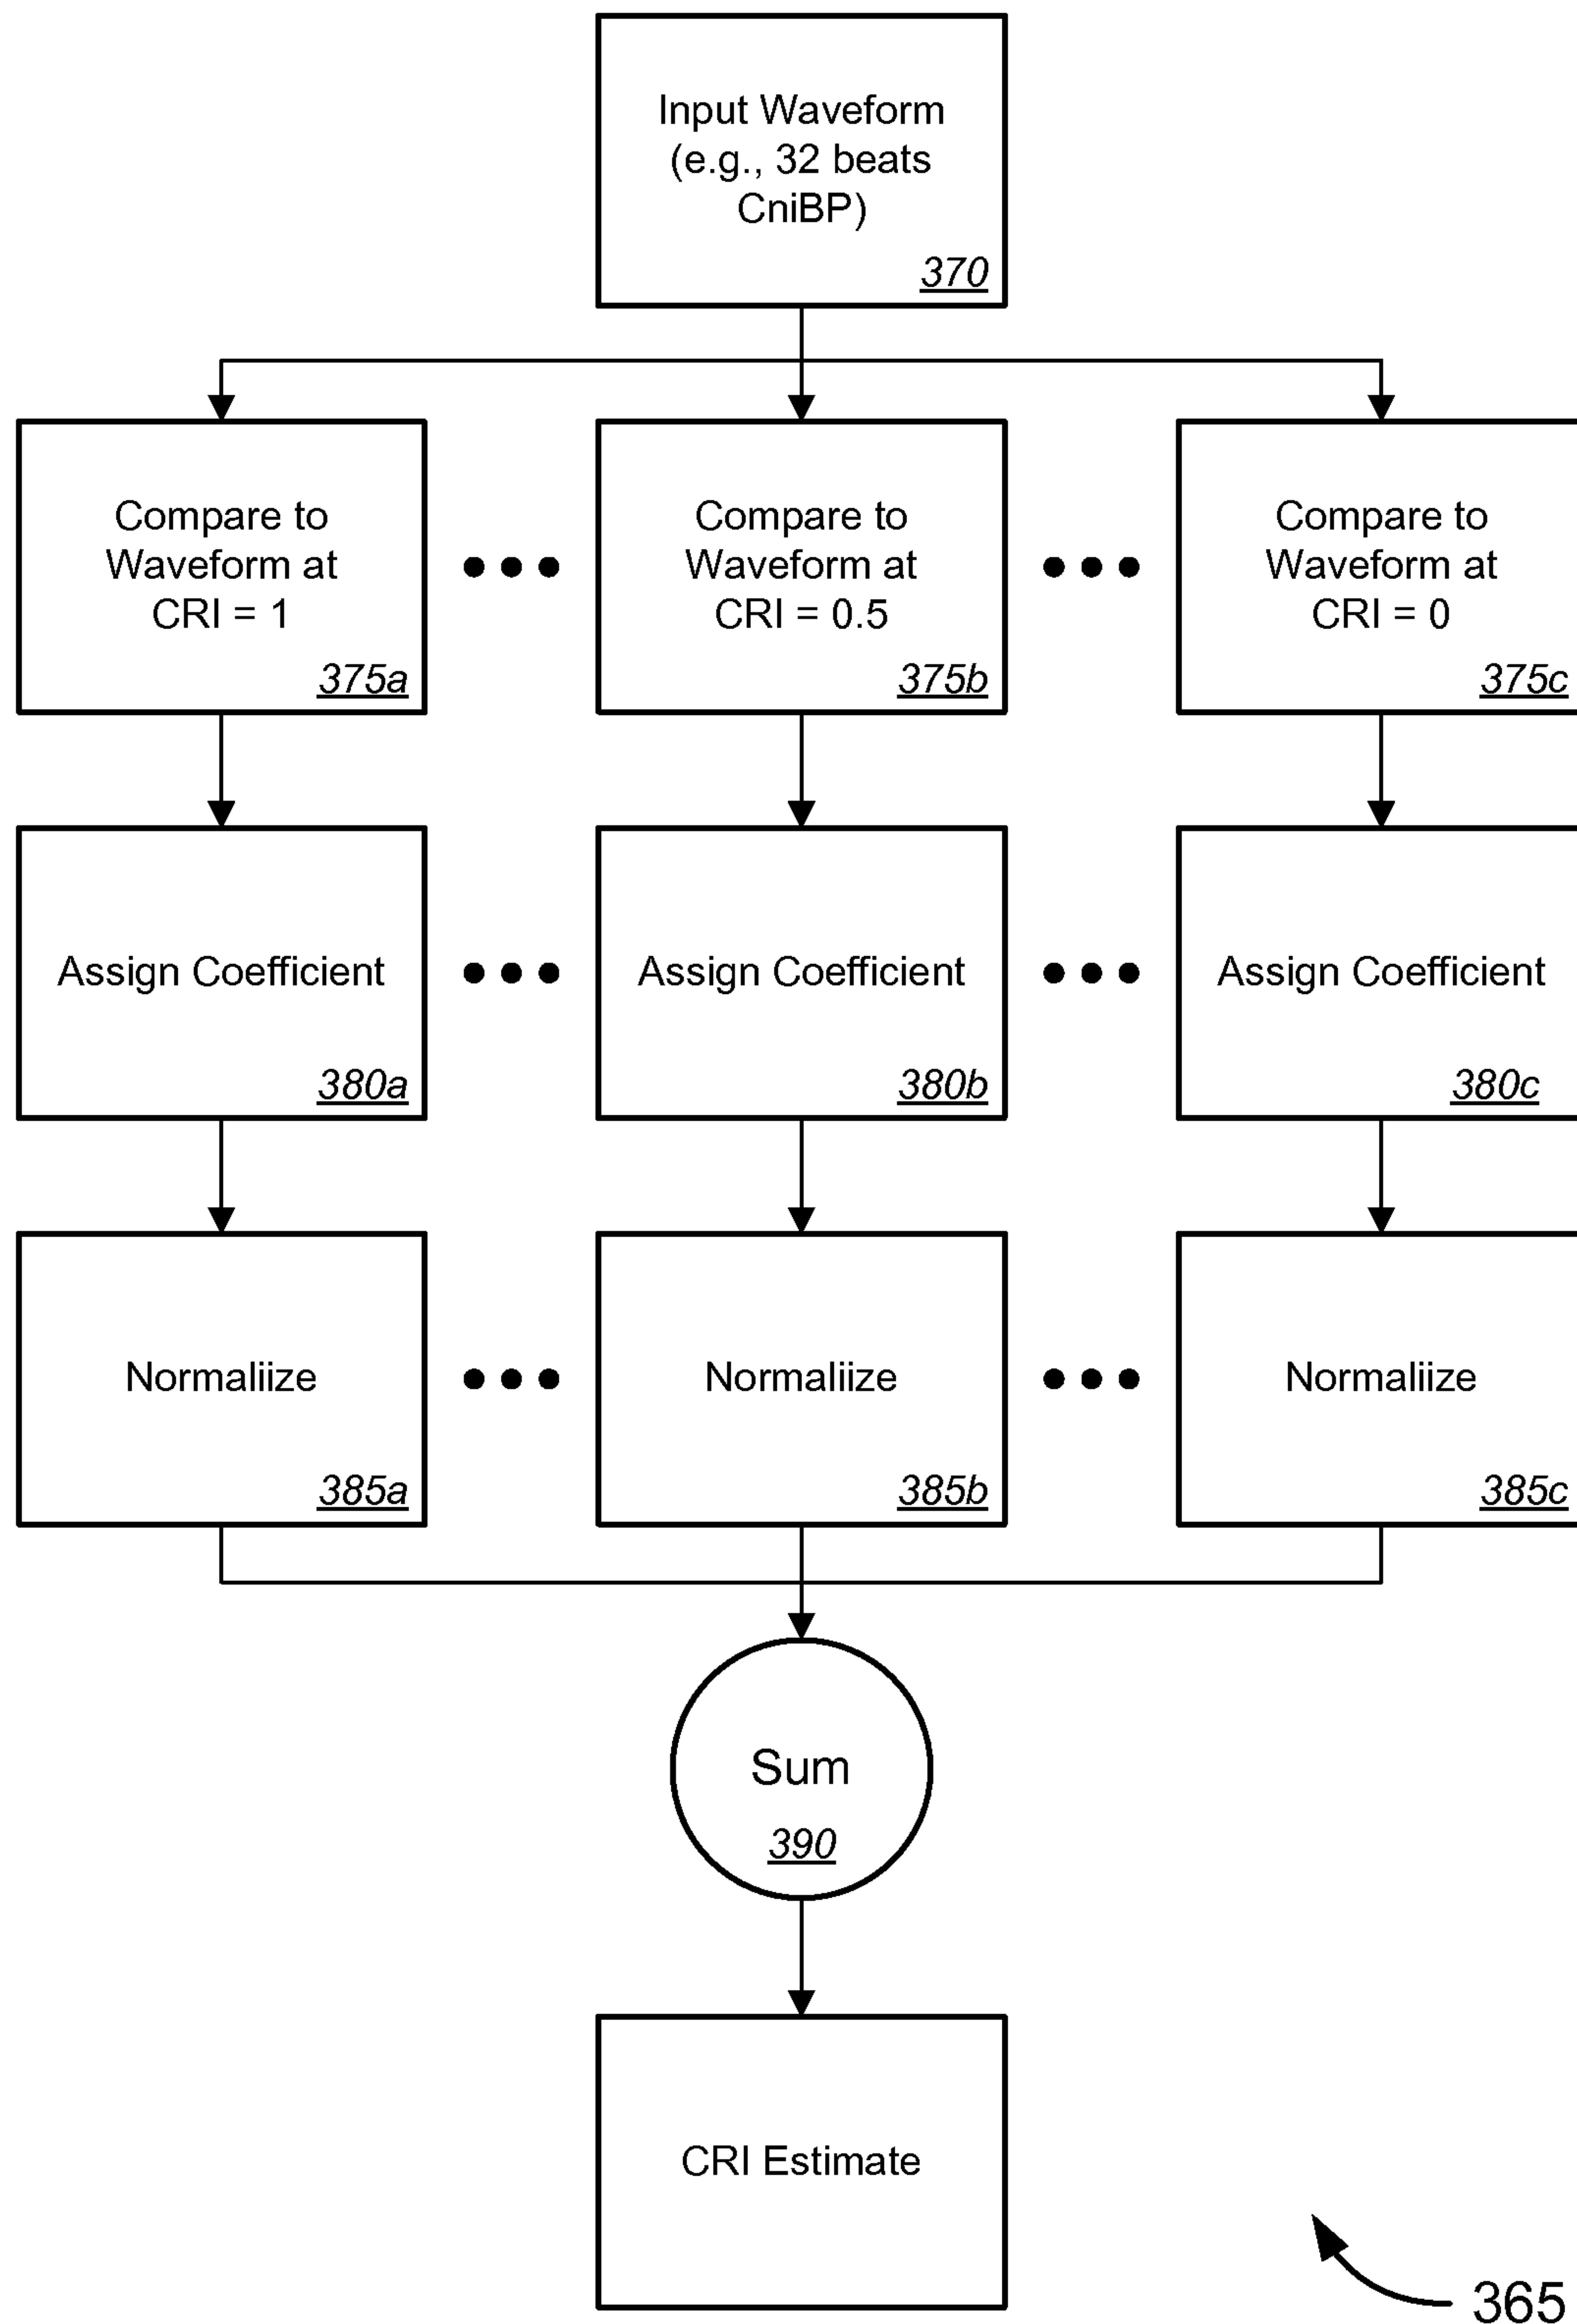 Input Waveform
(e.g., 32 beats
CniBP)
370
Compare to
Waveform at
CRI = 1
375a
Compare to
Waveform at
CRI = 0.5
375b
Compare to
Waveform at
CRI = 0
375c
Assign Coefficient
380a
Assign Coefficient
380b
Assign Coefficient
380c
Normaliize
385a
Normaliize
385b
Normaliize
385c
Sum
390
CRI Estimate
365